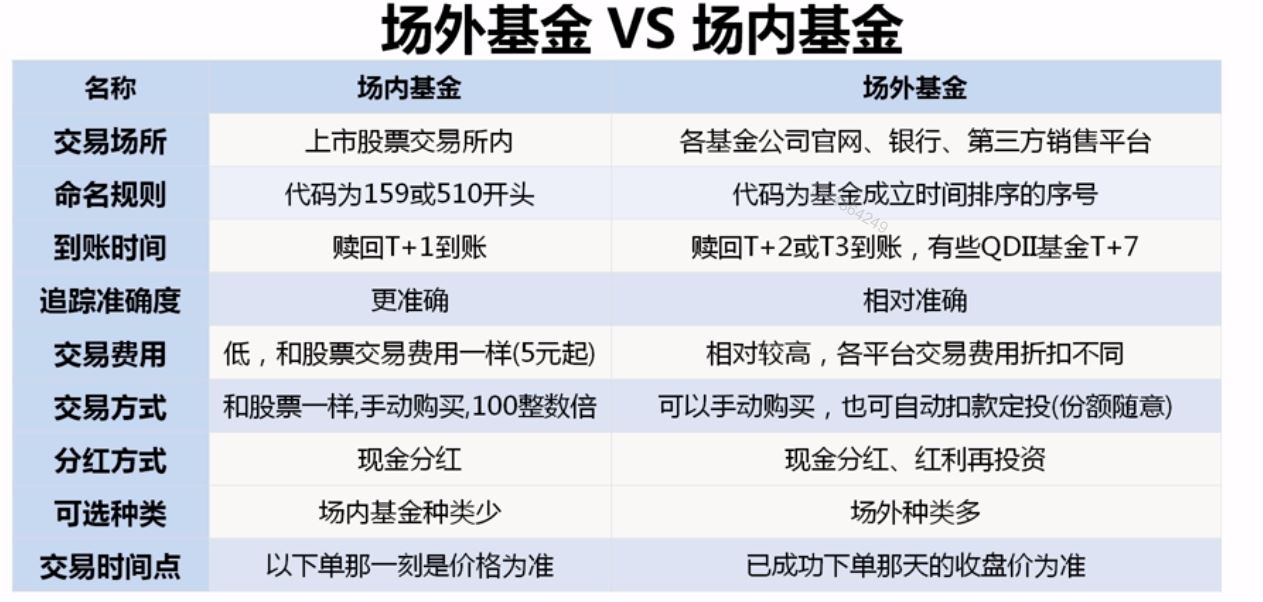 场外基金 VS 场内基金
名称 场内基金 场外基金
交易场所 上市股票交易所内 各基金公司官网、银行、第三方销售平台
命名规则 代码为159或510开头 代码为基金成立时间排序的序号
到账时间 赎回T+1到账 赎回T+2或T3到账，有些QDII基金T+7
追踪准确度 更准确 相对准确
交易费用 低，和股票交易费用一样(5元起) 相对较高，各平台交易费用折扣不同
交易方式 和股票一样,手动购买,100整数倍 可以手动购买，也可自动扣款定投(份额随意)
分红方式 现金分红 现金分红、红利再投资
可选种类 场内基金种类少 场外种类多
交易时间点 以下单那一刻是价格为准 已成功下单那天的收盘价为准